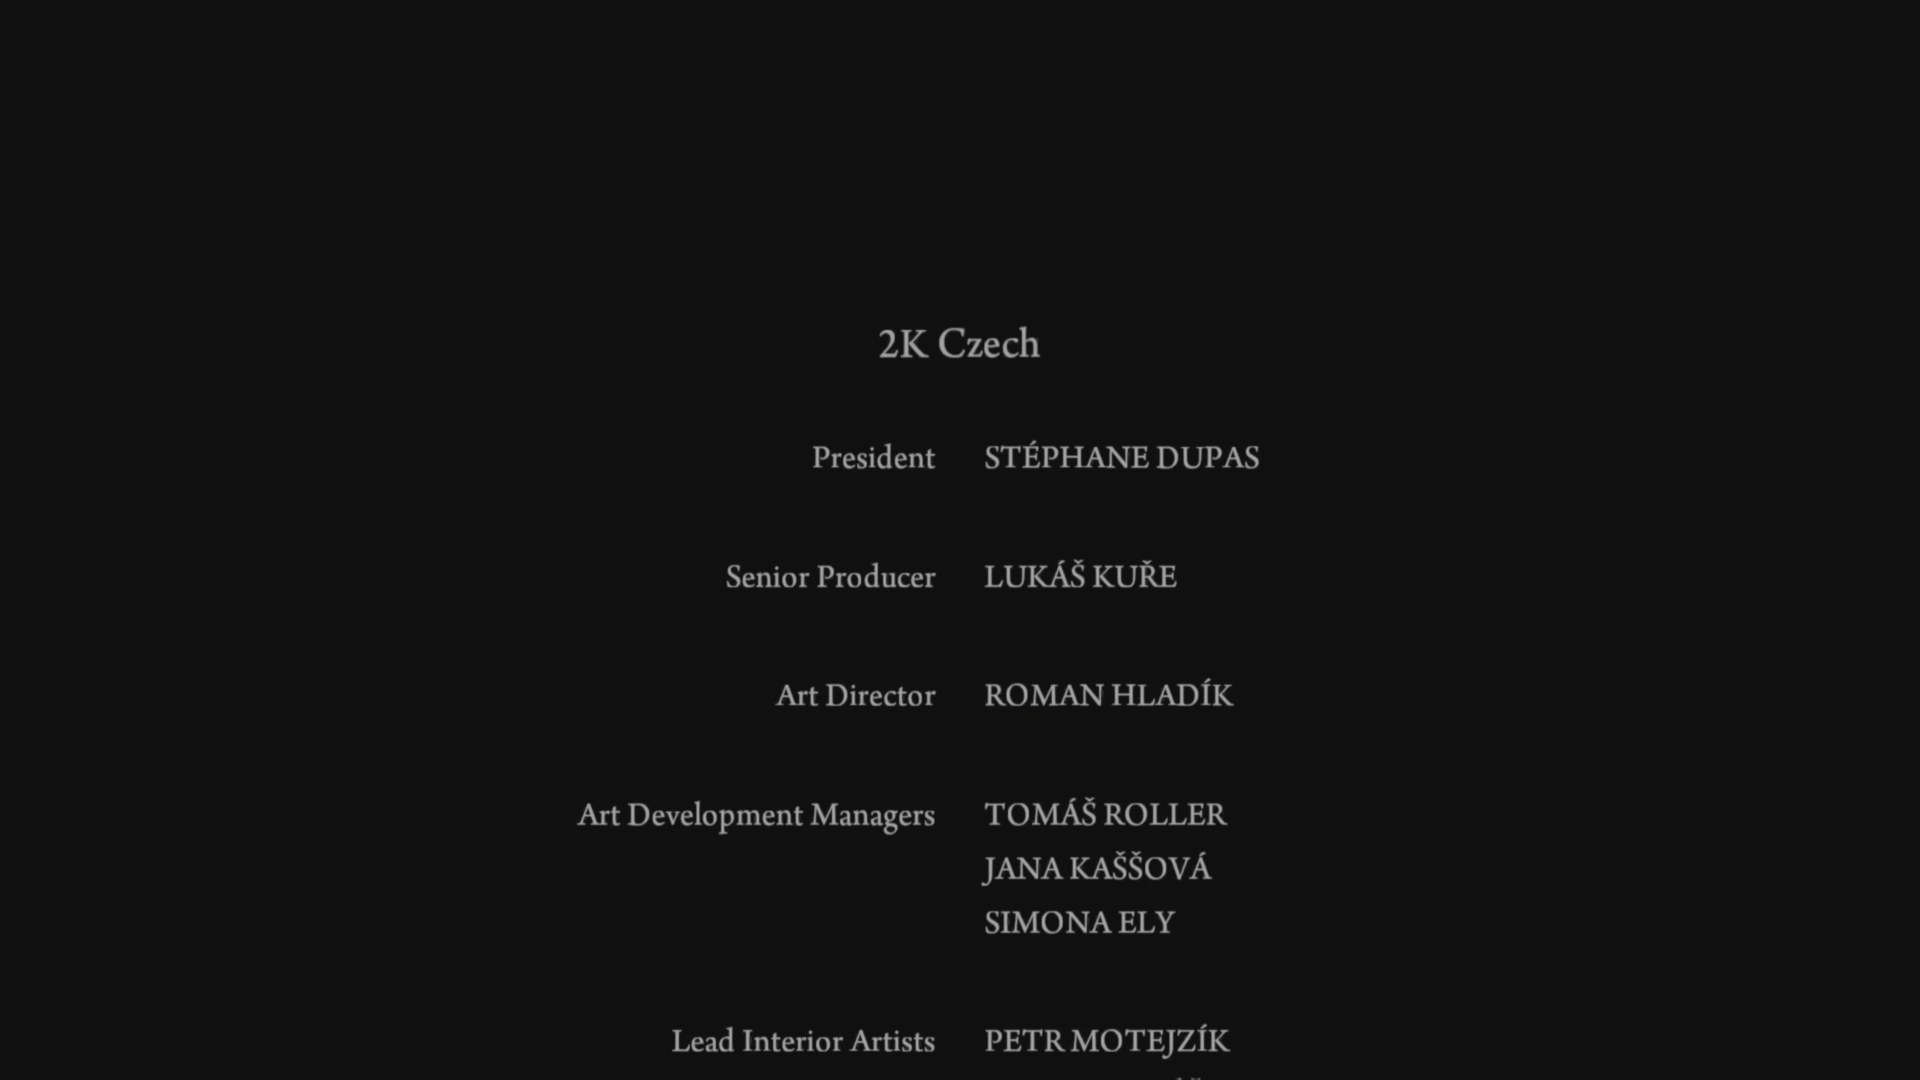 2K Czech
President STÉPHANE DUPAS
Senior Producer LUKÁŠ KUŘE
Art Director ROMAN HLADÍK
Art Development Managers TOMÁŠ ROLLER
JANA KAŠŠOVÁ
SIMONA ELY
Lead Interior Artists PETR MOTEJZÍK